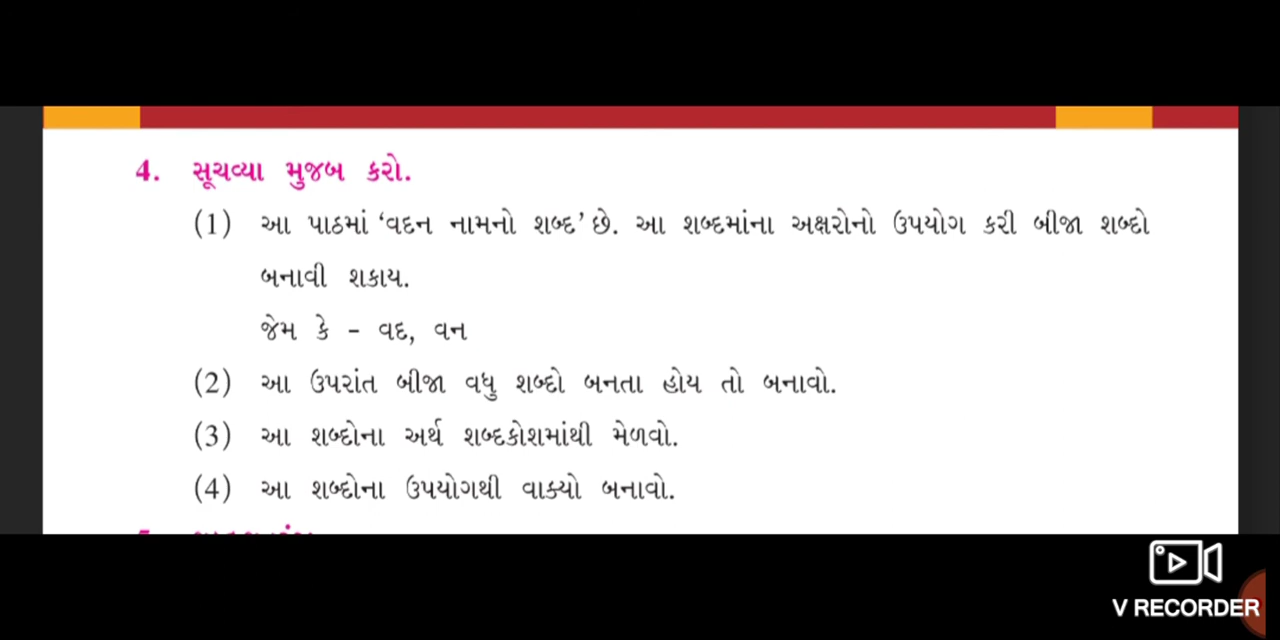 4. સૂચવ્યા મુજબ કરો.
(1) આ પાઠમાં ‘વદન નામનો શબ્દ’ છે. આ શબ્દમાંના અક્ષરોનો ઉપયોગ કરી બીજા શબ્દો
બનાવી શકાય.
જેમ કે - વદ, વન
(2) આ ઉપરાંત બીજા વધુ શબ્દો બનતા હોય તો બનાવો.
(3) આ શબ્દોના અર્થ શબ્દકોશમાંથી મેળવો.
(4) આ શબ્દોના ઉપયોગથી વાક્યો બનાવો.
V RECORDER